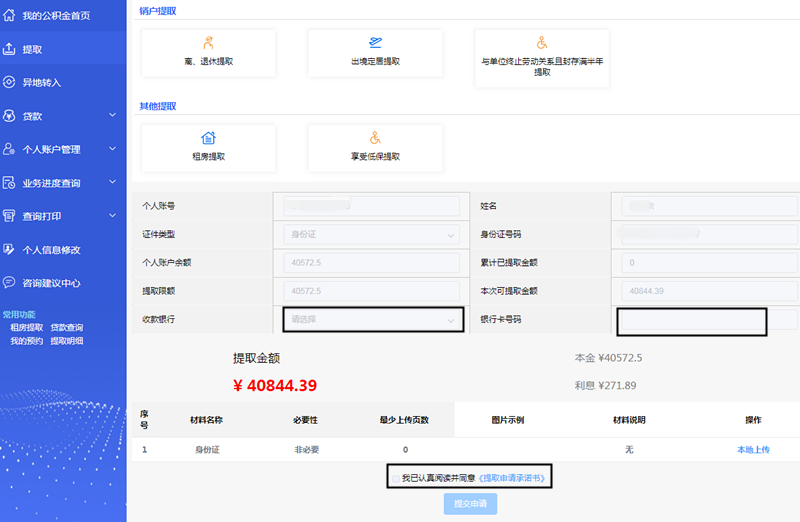 我的公积金首页
提取
异地转入
贷款
个人账户管理
业务进度查询
查询打印
个人信息修改
咨询建议中心
常用功能
租房提取 贷款查询
我的预约 提取明细
销户提取
离、退休提取
出境定居提取
与单位终止劳动关系且封存满半年
提取
其他提取
租房提取
享受低保提取
个人账号 姓名
证件类型 身份证 身份证号码
个人账户余额 40572.5 累计已提取金额 0
提取限额 40572.5 本次可提取金额 40844.39
收款银行 请选择 银行卡号码
提取金额 本金 ¥40572.5
¥ 40844.39 利息 ¥271.89
序
号 材料名称 必要性 最少上传页数 图片示例 材料说明 操作
1 身份证 非必要 0 无 本地上传
我已认真阅读并同意《提取申请承诺书》
提交申请